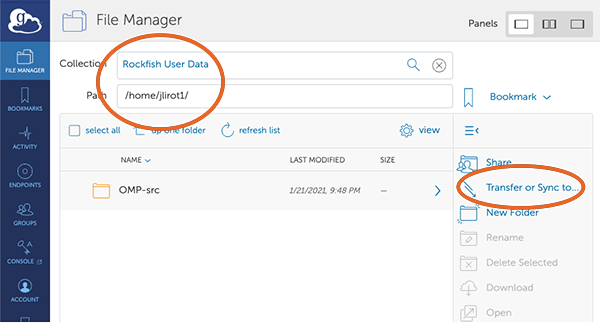 g
File Manager
Panels
FILE MANAGER
Collection
Rockfish User Data
BOOKMARKS
Path
/home/jlirot1/
Bookmark
ACTIVITY
select all
up one folder
refresh list
view
ENDPOINTS
NAME
LAST MODIFIED
SIZE
Share
OMP-src
1/21/2021, 9:48 PM
—
Transfer or Sync to...
GROUPS
New Folder
CONSOLE
Rename
Delete Selected
ACCOUNT
Download
Open